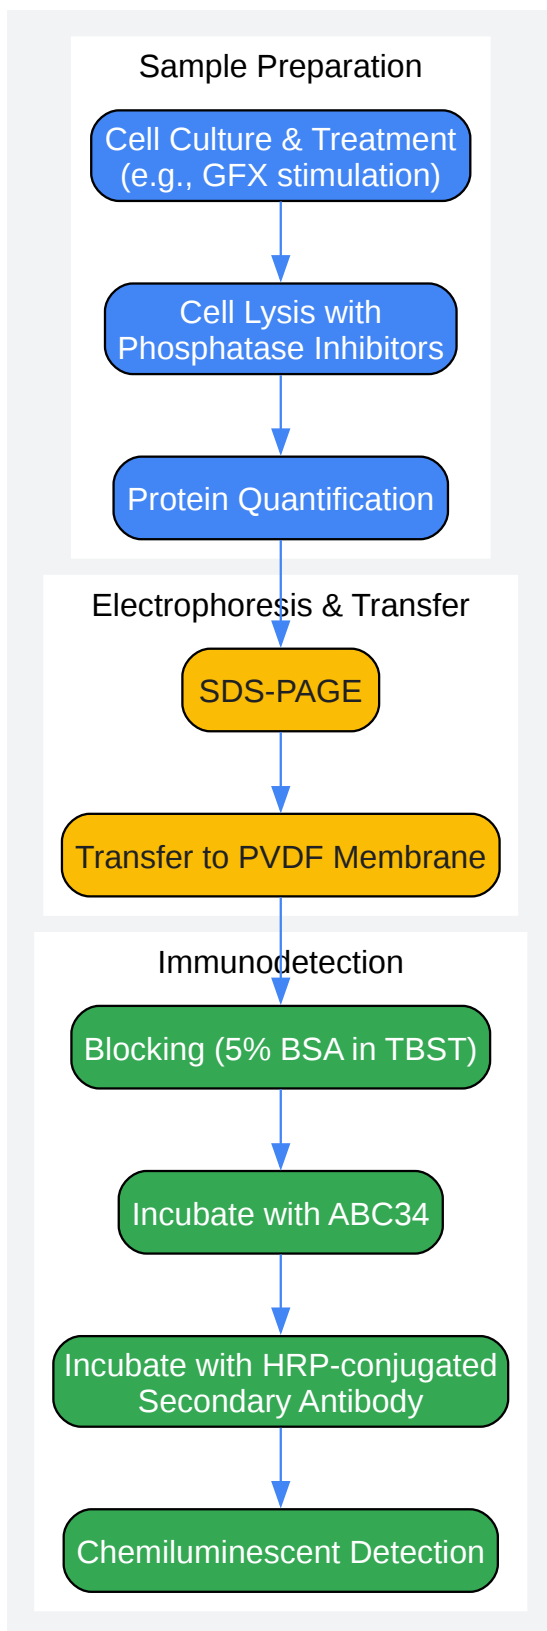 Sample Preparation
Cell Culture & Treatment
(e.g., GFX stimulation)
Cell Lysis with
Phosphatase Inhibitors
Protein Quantification
Electrophoresis & Transfer
SDS-PAGE
Transfer to PVDF Membrane
Immunodetection
Blocking (5% BSA in TBST)
Incubate with ABC34
Incubate with HRP-conjugated
Secondary Antibody
Chemiluminescent Detection